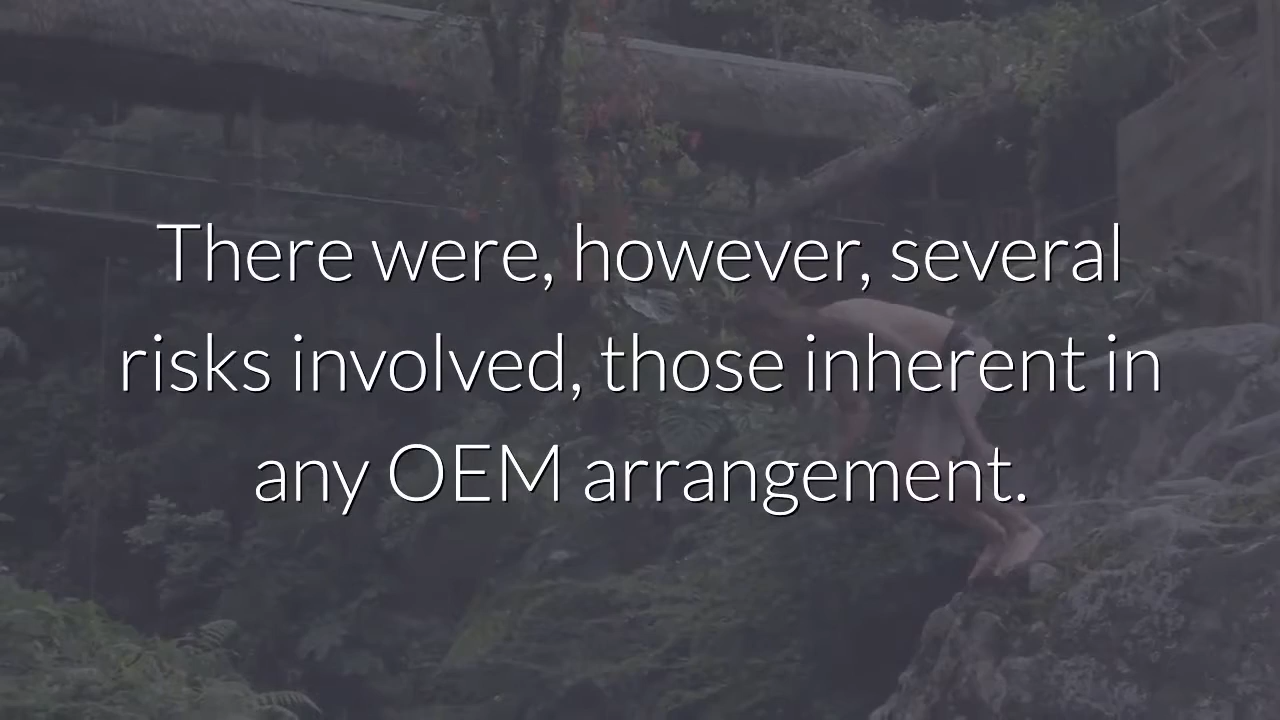 There were, however, several
risks involved, those inherent in
any OEM arrangement.